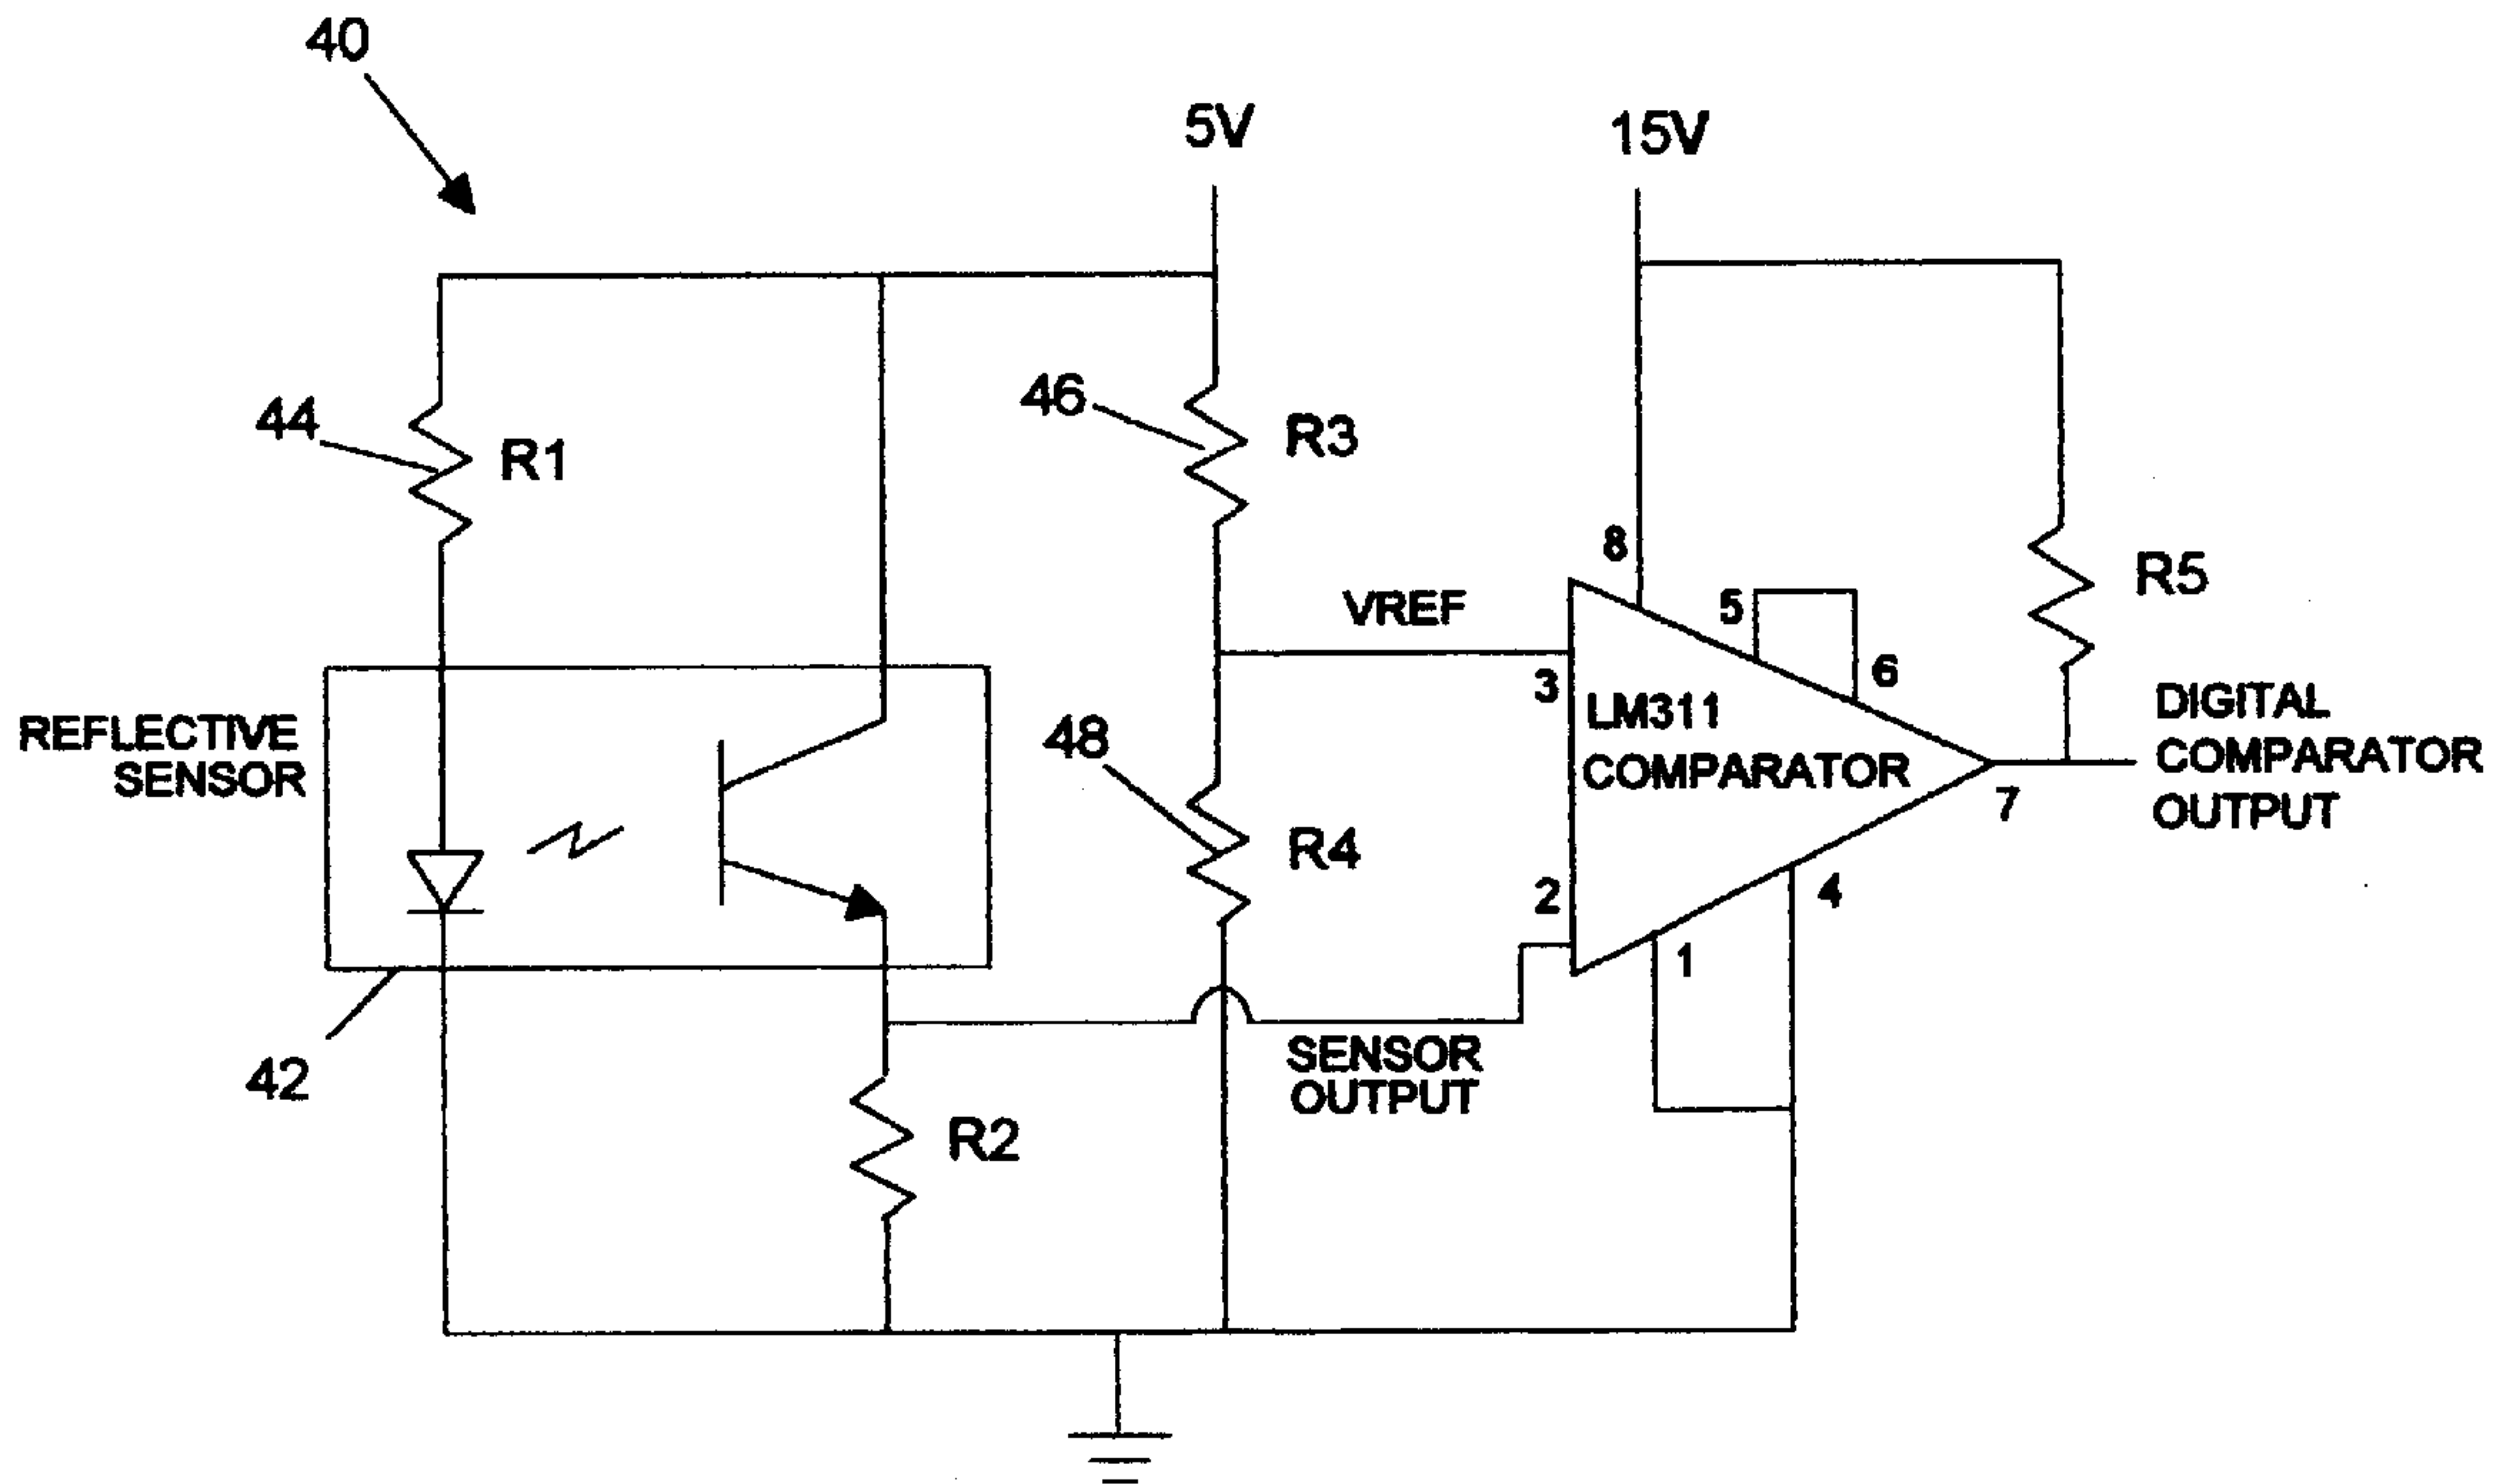 40
5V
15V
44
R1
46
R3
8
5
6
R5
VREF
3
LM311
COMPARATOR
REFLECTIVE
SENSOR
48
R4
2
4
1
7
DIGITAL
COMPARATOR
OUTPUT
42
SENSOR
OUTPUT
R2